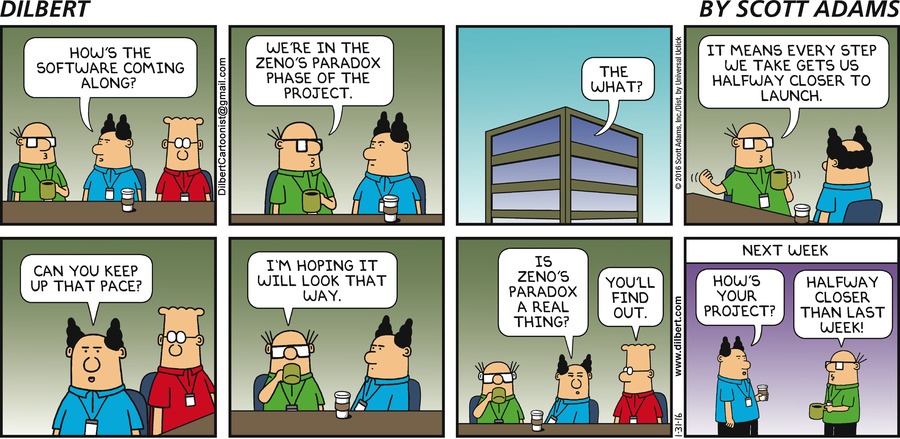 DILBERT
BY SCOTT ADAMS
HOW'S THE
SOFTWARE COMING
ALONG?
DilbertCartoonist@gmail.com
WE'RE IN THE
ZENO'S PARADOX
PHASE OF THE
PROJECT.
THE
WHAT?
© 2016 Scott Adams, Inc./Dist. by Universal Uclick
IT MEANS EVERY STEP
WE TAKE GETS US
HALFWAY CLOSER TO
LAUNCH.
CAN YOU KEEP
UP THAT PACE?
I'M HOPING IT
WILL LOOK THAT
WAY.
IS
ZENO'S
PARADOX
A REAL
THING?
YOU'LL
FIND
OUT.
1-31-16
www.dilbert.com
NEXT WEEK
HOW'S
YOUR
PROJECT?
HALFWAY
CLOSER
THAN LAST
WEEK!